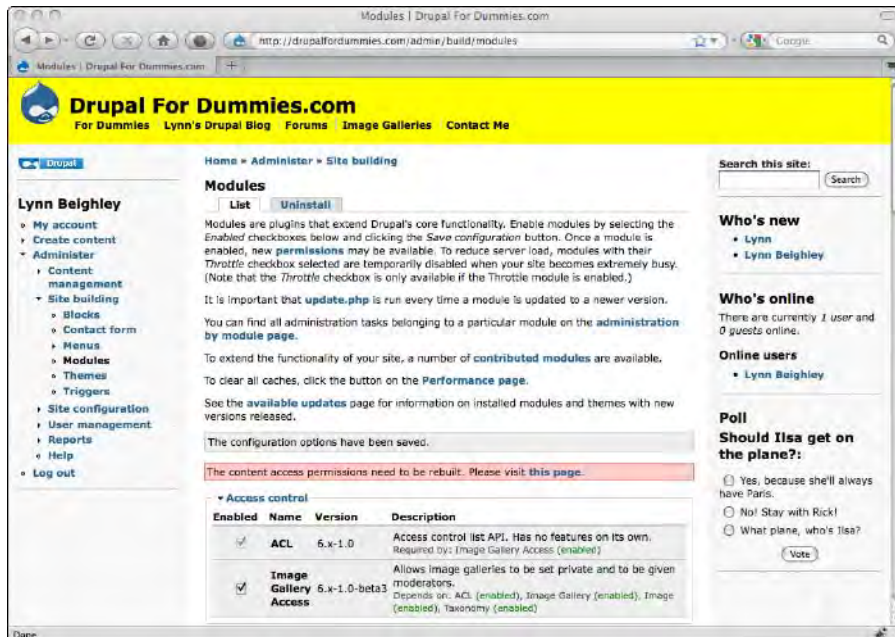 Modules | Drupal For Dummies.com
http://drupalfordummies.com/admin/build/modules
Google
Modules | Drupal For Dummies.com
Drupal For Dummies.com
For Dummies Lynn's Drupal Blog Forums Image Galleries Contact Me
Drupal
Lynn Beighley
My account
Create content
Administer
Content
management
Site building
Blocks
Contact form
Menus
Modules
Themes
Triggers
Site configuration
User management
Reports
Help
Log out
Home » Administer » Site building
Modules
List Uninstall
Modules are plugins that extend Drupal's core functionality. Enable modules by selecting the
Enabled checkboxes below and clicking the Save configuration button. Once a module is
enabled, new permissions may be available. To reduce server load, modules with their
Throttle checkbox selected are temporarily disabled when your site becomes extremely busy.
(Note that the Throttle checkbox is only available if the Throttle module is enabled.)
It is important that update.php is run every time a module is updated to a newer version.
You can find all administration tasks belonging to a particular module on the administration
by module page.
To extend the functionality of your site, a number of contributed modules are available.
To clear all caches, click the button on the Performance page.
See the available updates page for information on installed modules and themes with new
versions released.
The configuration options have been saved.
The content access permissions need to be rebuilt. Please visit this page.
Access control
Enabled Name Version Description
ACL 6.x-1.0 Access control list API. Has no features on its own.
Required by: Image Gallery Access (enabled)
Image
Gallery
Access
6.x-1.0-beta3
Allows image galleries to be set private and to be given
moderators.
Depends on: ACL (enabled), Image Gallery (enabled), Image
(enabled), Taxonomy (enabled)
Search this site:
Search
Who's new
Lynn
Lynn Beighley
Who's online
There are currently 1 user and
0 guests online.
Online users
Lynn Beighley
Poll
Should Ilsa get on
the plane?:
Yes, because she'll always
have Paris.
No! Stay with Rick!
What plane, who's Ilsa?
Vote
Done